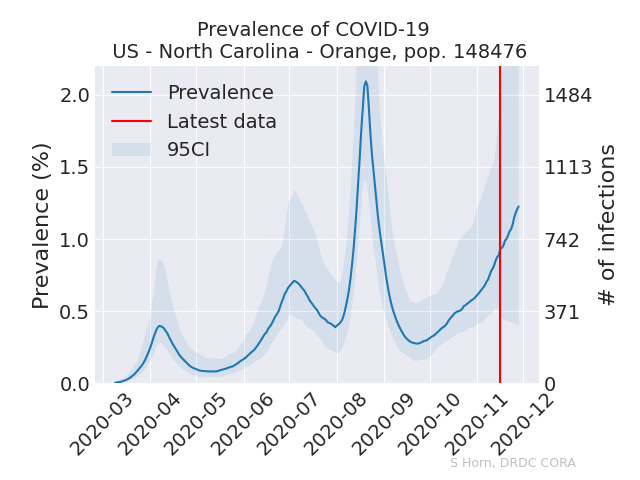 Prevalence of COVID-19
US - North Carolina - Orange, pop. 148476
Prevalence
Latest data
95CI
Prevalence (%)
2.0
1.5
1.0
0.5
0.0
1484
1113
742
371
0
# of infections
2020-03
2020-04
2020-05
2020-06
2020-07
2020-08
2020-09
2020-10
2020-11
2020-12
S Horn, DRDC CORA